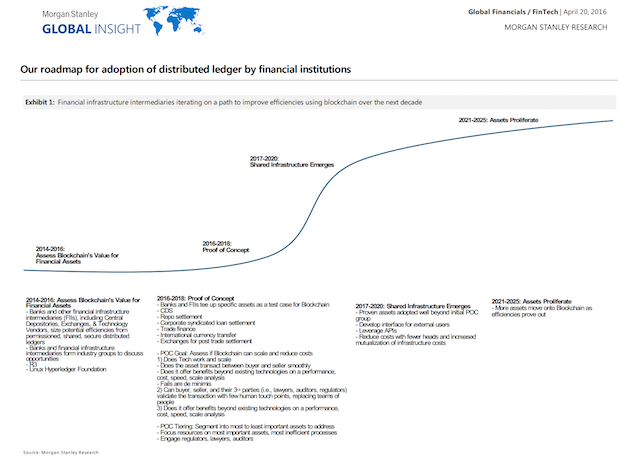 Morgan Stanley
GLOBAL INSIGHT
Global Financials / FinTech | April 20, 2016
MORGAN STANLEY RESEARCH
Our roadmap for adoption of distributed ledger by financial institutions
Exhibit 1: Financial infrastructure intermediaries iterating on a path to improve efficiencies using blockchain over the next decade
2021-2025: Assets Proliferate
2017-2020:
Shared Infrastructure Emerges
2016-2018:
Proof of Concept
2014-2016:
Assess Blockchain's Value for
Financial Assets
2014-2016: Assess Blockchain's Value for
Financial Assets
- Banks and other financial infrastructure
intermediaries (FIIs), including Central
Depositories, Exchanges, & Technology
Vendors, size potential efficiencies from
permissioned, shared, secure distributed
ledgers
- Banks and financial infrastructure
intermediaries form industry groups to discuss
opportunities
- R3
- Linux Hyperledger Foundation
2016-2018: Proof of Concept
- Banks and FIIs tee up specific assets as a test case for Blockchain
- CDS
- Repo settlement
- Corporate syndicated loan settlement
- Trade finance
- International currency transfer
- Exchanges for post trade settlement
- POC Goal: Assess if Blockchain can scale and reduce costs
1) Does Tech work and scale
- Does the asset transact between buyer and seller smoothly
- Does it offer benefits beyond existing technologies on a performance,
cost, speed, scale analysis
- Fails are de minimis
2) Can buyer, seller, and their 3rd parties (i.e., lawyers, auditors, regulators)
validate the transaction with few human touch points, replacing teams of
people
3) Does it offer benefits beyond existing technologies on a performance,
cost, speed, scale analysis
- POC Tiering: Segment into most to least important assets to address
- Focus resources on most important assets, most inefficient processes
- Engage regulators, lawyers, auditors
2017-2020: Shared Infrastructure Emerges
- Proven assets adopted well beyond initial POC
group
- Develop interface for external users
- Leverage APIs
- Reduce costs with fewer heads and increased
mutualization of infrastructure costs
2021-2025: Assets Proliferate
- More assets move onto Blockchain as
efficiencies prove out
Source: Morgan Stanley Research